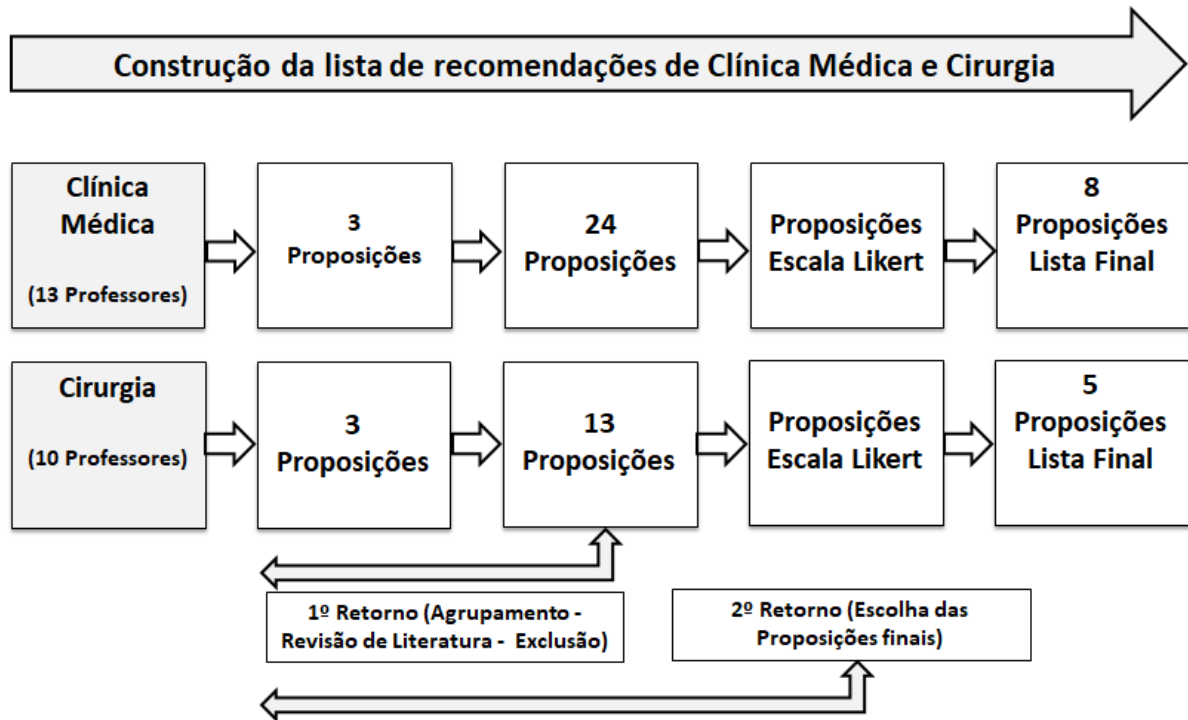 Construção da lista de recomendações de Clínica Médica e Cirurgia
Clínica
Médica
(13 Professores)
3
Proposições
24
Proposições
Proposições
Escala Likert
8
Proposições
Lista Final
Cirurgia
(10 Professores)
3
Proposições
13
Proposições
Proposições
Escala Likert
5
Proposições
Lista Final
1º Retorno (Agrupamento -
Revisão de Literatura - Exclusão)
2º Retorno (Escolha das
Proposições finais)